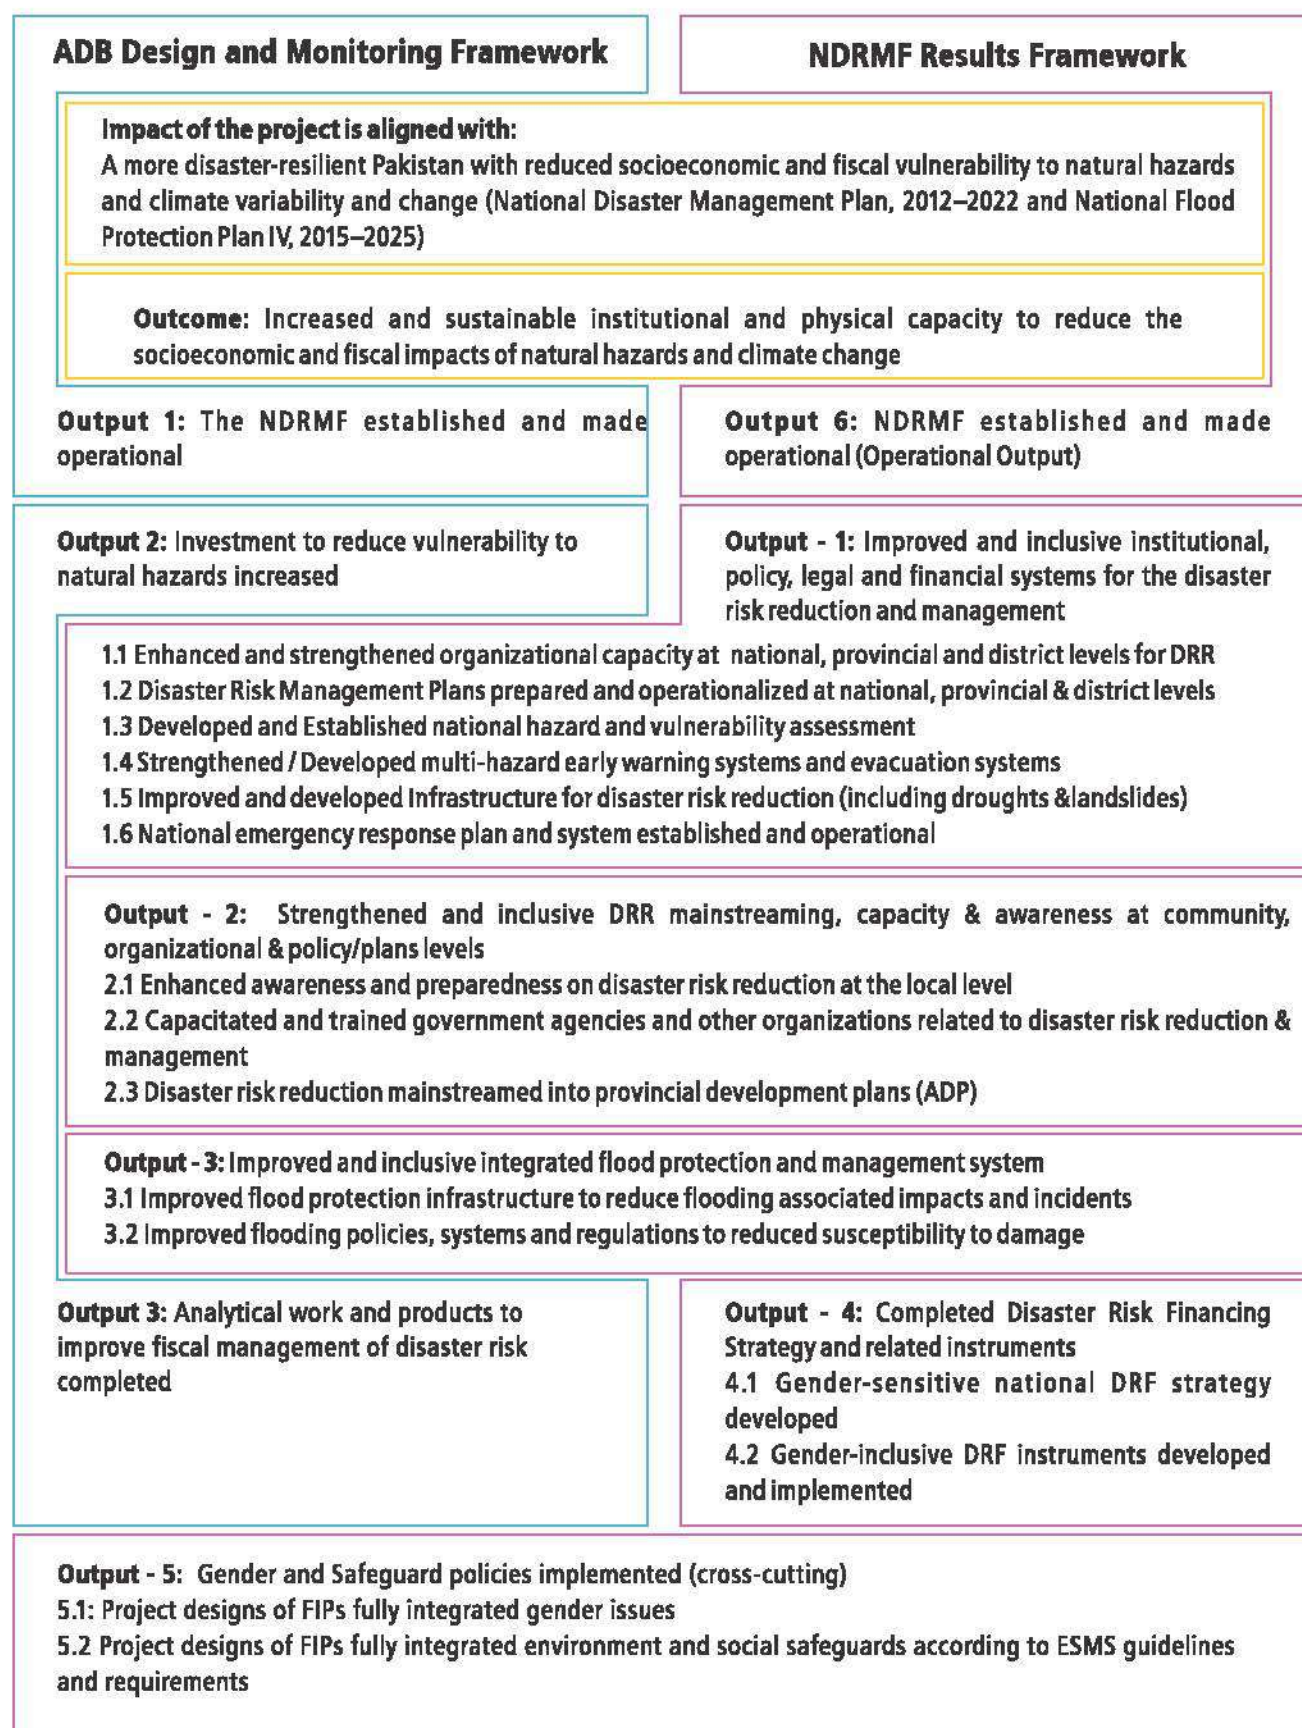 ADB Design and Monitoring Framework
NDRMF Results Framework
Impact of the project is aligned with:
A more disaster-resilient Pakistan with reduced socioeconomic and fiscal vulnerability to natural hazards
and climate variability and change (National Disaster Management Plan, 2012–2022 and National Flood
Protection Plan IV, 2015–2025)
Outcome: Increased and sustainable institutional and physical capacity to reduce the
socioeconomic and fiscal impacts of natural hazards and climate change
Output 1: The NDRMF established and made
operational
Output 6: NDRMF established and made
operational (Operational Output)
Output 2: Investment to reduce vulnerability to
natural hazards increased
Output - 1: Improved and inclusive institutional,
policy, legal and financial systems for the disaster
risk reduction and management
1.1 Enhanced and strengthened organizational capacity at national, provincial and district levels for DRR
1.2 Disaster Risk Management Plans prepared and operationalized at national, provincial & district levels
1.3 Developed and Established national hazard and vulnerability assessment
1.4 Strengthened / Developed multi-hazard early warning systems and evacuation systems
1.5 Improved and developed Infrastructure for disaster risk reduction (including droughts &landslides)
1.6 National emergency response plan and system established and operational
Output - 2: Strengthened and inclusive DRR mainstreaming, capacity & awareness at community,
organizational & policy/plans levels
2.1 Enhanced awareness and preparedness on disaster risk reduction at the local level
2.2 Capacitated and trained government agencies and other organizations related to disaster risk reduction &
management
2.3 Disaster risk reduction mainstreamed into provincial development plans (ADP)
Output - 3: Improved and inclusive integrated flood protection and management system
3.1 Improved flood protection infrastructure to reduce flooding associated impacts and incidents
3.2 Improved flooding policies, systems and regulations to reduced susceptibility to damage
Output 3: Analytical work and products to
improve fiscal management of disaster risk
completed
Output - 4: Completed Disaster Risk Financing
Strategy and related instruments
4.1 Gender-sensitive national DRF strategy
developed
4.2 Gender-inclusive DRF instruments developed
and implemented
Output - 5: Gender and Safeguard policies implemented (cross-cutting)
5.1: Project designs of FIPs fully integrated gender issues
5.2 Project designs of FIPs fully integrated environment and social safeguards according to ESMS guidelines
and requirements